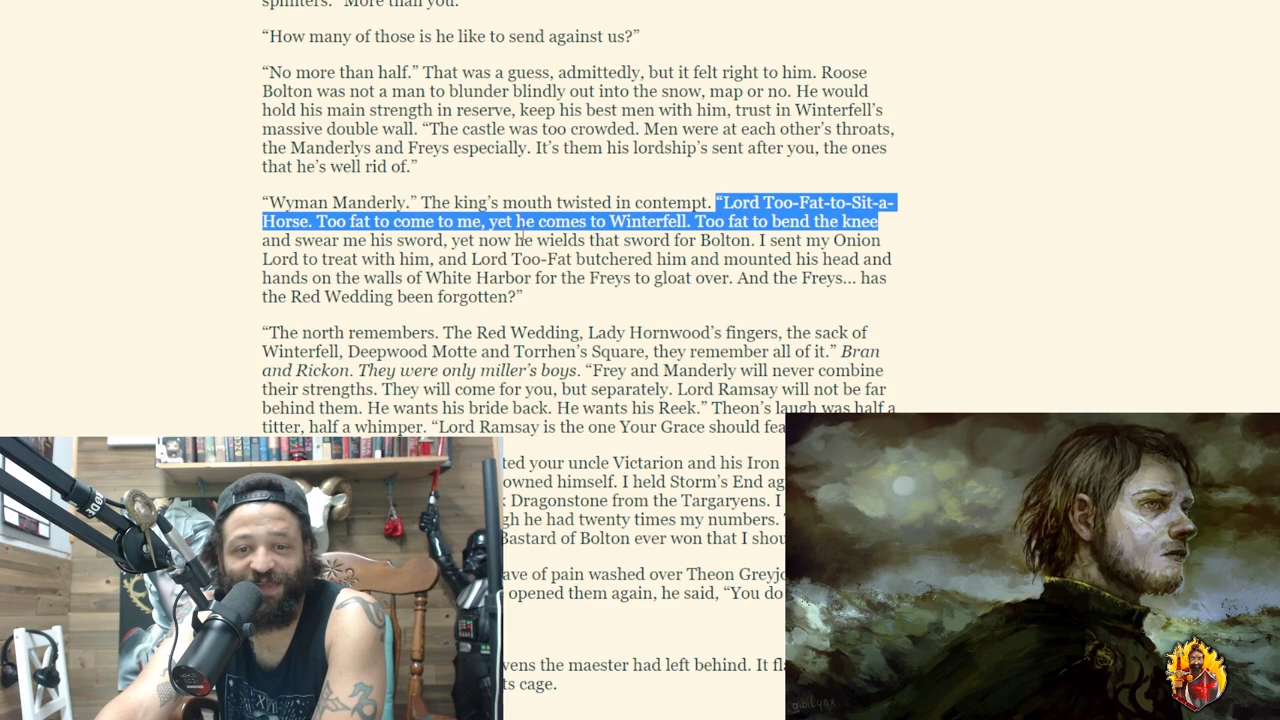 splinters. "More than you.
“How many of those is he like to send against us?”
“No more than half.” That was a guess, admittedly, but it felt right to him. Roose
Bolton was not a man to blunder blindly out into the snow, map or no. He would
hold his main strength in reserve, keep his best men with him, trust in Winterfell’s
massive double wall. “The castle was too crowded. Men were at each other’s throats,
the Manderlys and Freys especially. It’s them his lordship’s sent after you, the ones
that he’s well rid of.”
“Wyman Manderly.” The king’s mouth twisted in contempt. “Lord Too-Fat-to-Sit-a-
Horse. Too fat to come to me, yet he comes to Winterfell. Too fat to bend the knee
and swear me his sword, yet now he wields that sword for Bolton. I sent my Onion
Lord to treat with him, and Lord Too-Fat butchered him and mounted his head and
hands on the walls of White Harbor for the Freys to gloat over. And the Freys... has
the Red Wedding been forgotten?”
“The north remembers. The Red Wedding, Lady Hornwood’s fingers, the sack of
Winterfell, Deepwood Motte and Torrhen’s Square, they remember all of it.” Bran
and Rickon. They were only miller’s boys. “Frey and Manderly will never combine
their strengths. They will come for you, but separately. Lord Ramsay will not be far
behind them. He wants his bride back. He wants his Reek.” Theon’s laugh was half a
titter, half a whimper. “Lord Ramsay is the one Your Grace should fea
ted your uncle Victarion and his Iron
owned himself. I held Storm’s End ag
Dragonstone from the Targaryens. I
gh he had twenty times my numbers.
Bastard of Bolton ever won that I shou
ave of pain washed over Theon Greyjo
opened them again, he said, “You do
vens the maester had left behind. It fl
ts cage.
gibilynx